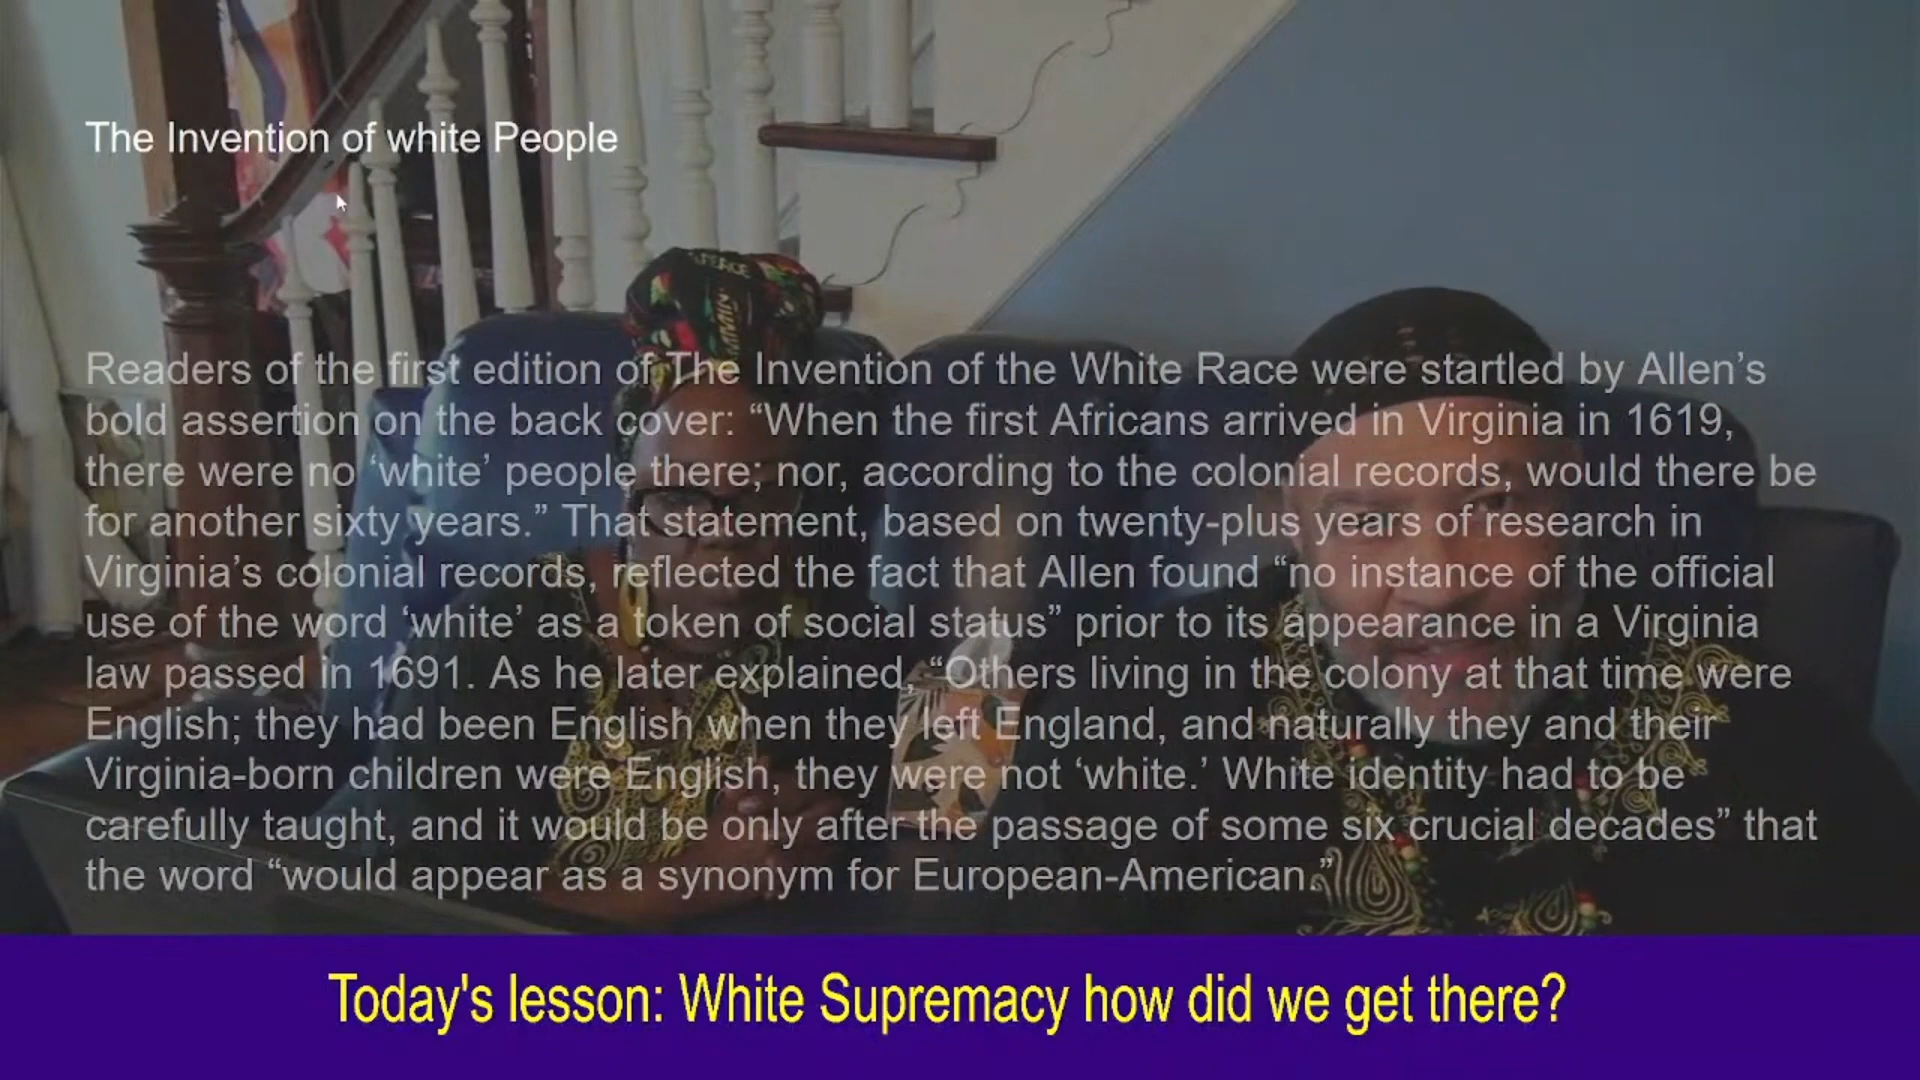 The Invention of white People
PEACE
Readers of the first edition of The Invention of the White Race were startled by Allen’s
bold assertion on the back cover: “When the first Africans arrived in Virginia in 1619,
there were no ‘white’ people there; nor, according to the colonial records, would there be
for another sixty years.” That statement, based on twenty-plus years of research in
Virginia’s colonial records, reflected the fact that Allen found “no instance of the official
use of the word ‘white’ as a token of social status” prior to its appearance in a Virginia
law passed in 1691. As he later explained, “Others living in the colony at that time were
English; they had been English when they left England, and naturally they and their
Virginia-born children were English, they were not ‘white.’ White identity had to be
carefully taught, and it would be only after the passage of some six crucial decades” that
the word “would appear as a synonym for European-American.”
Today's lesson: White Supremacy how did we get there?